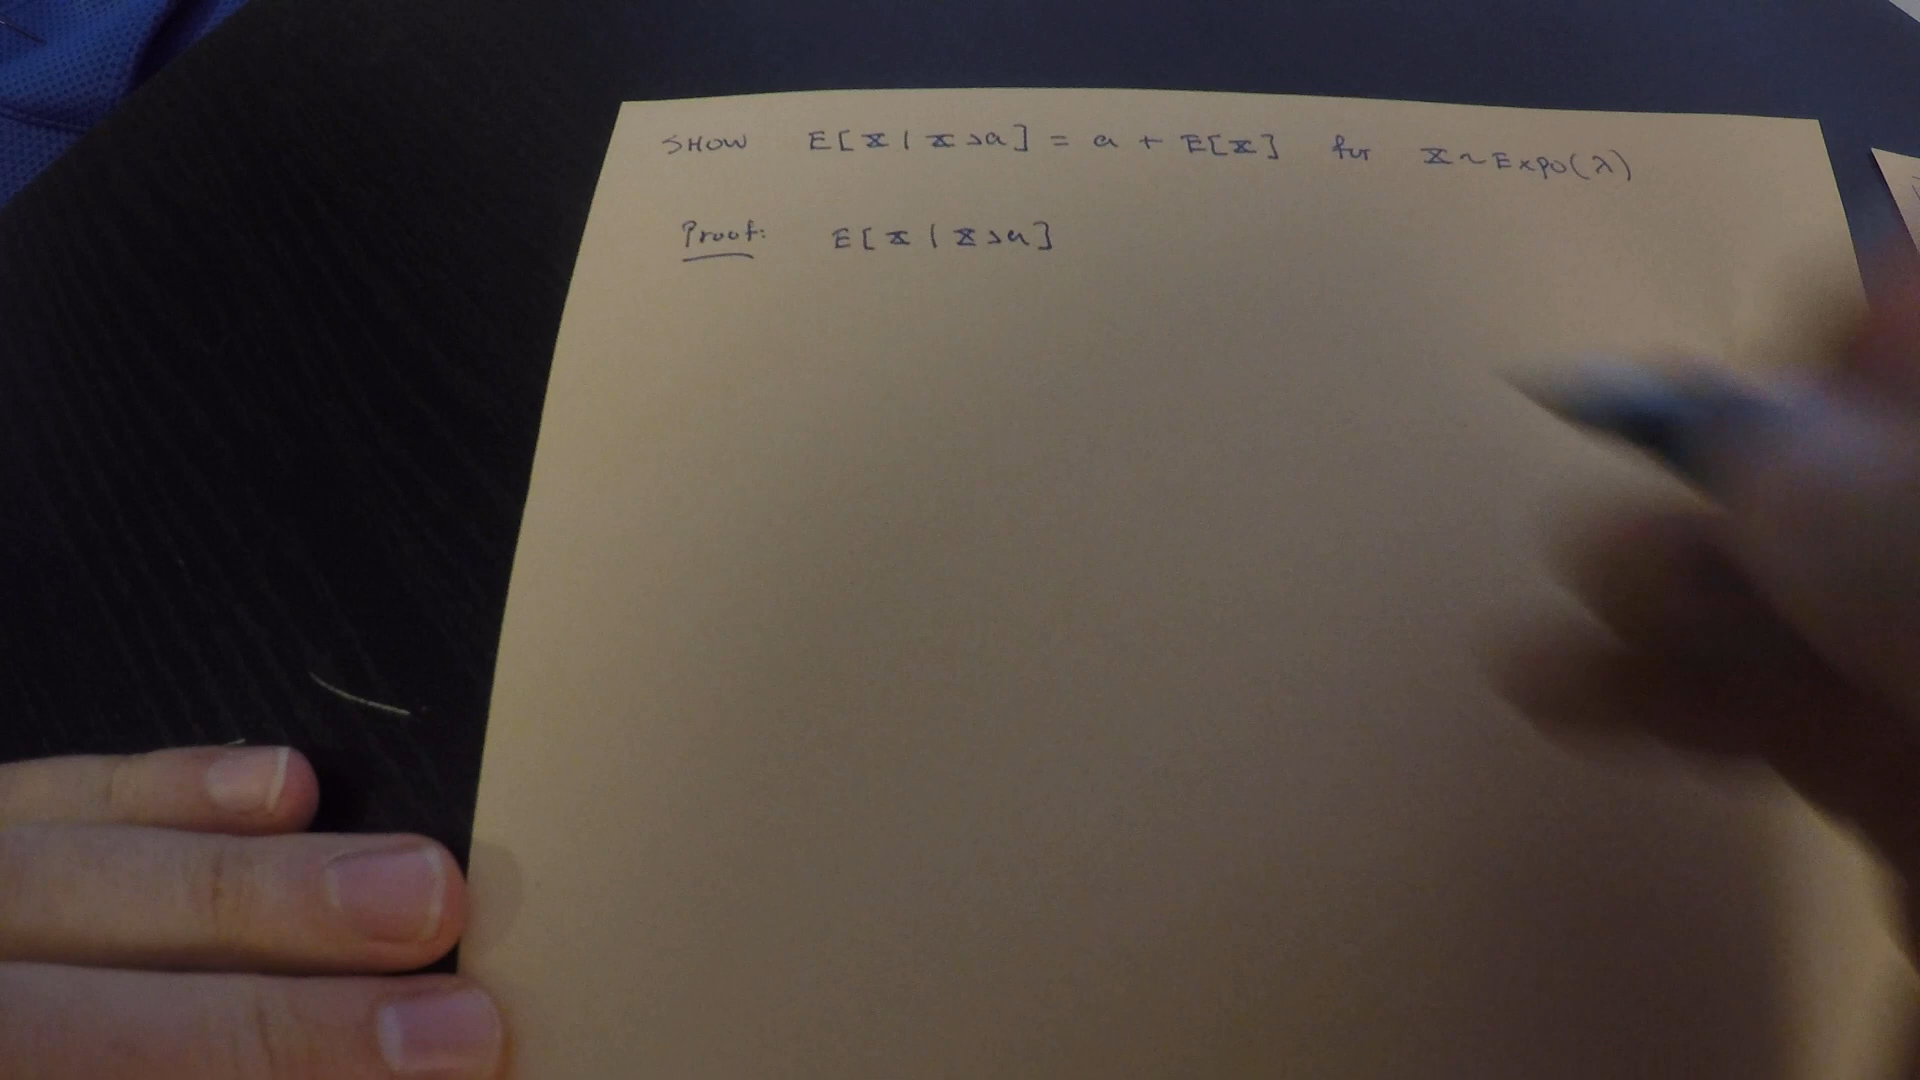 SHOW E[X | X>a] = a + E[X] for X ~ Expo(λ)
Proof: E[X | X>a]